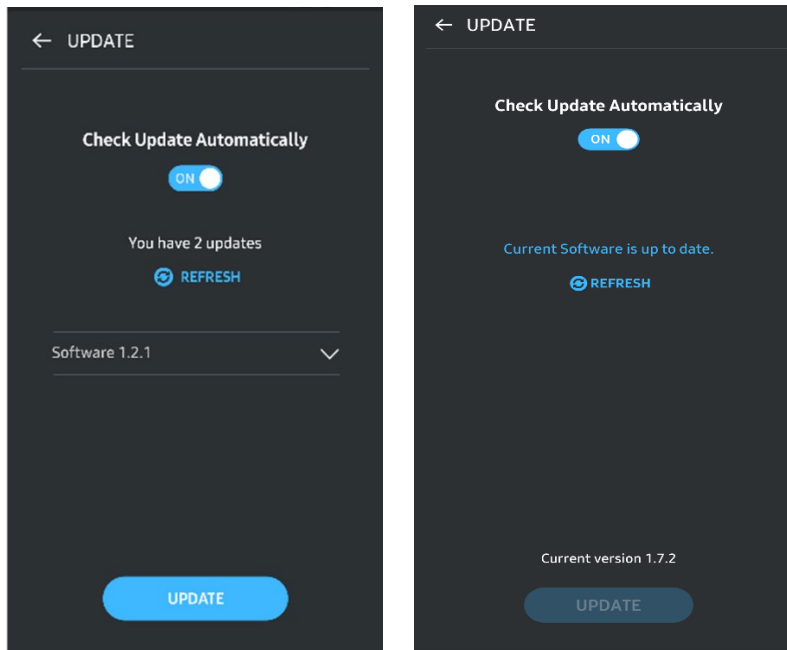 UPDATE
Check Update Automatically
ON
You have 2 updates
REFRESH
Software 1.2.1
UPDATE
UPDATE
Check Update Automatically
ON
Current Software is up to date.
REFRESH
Current version 1.7.2
UPDATE